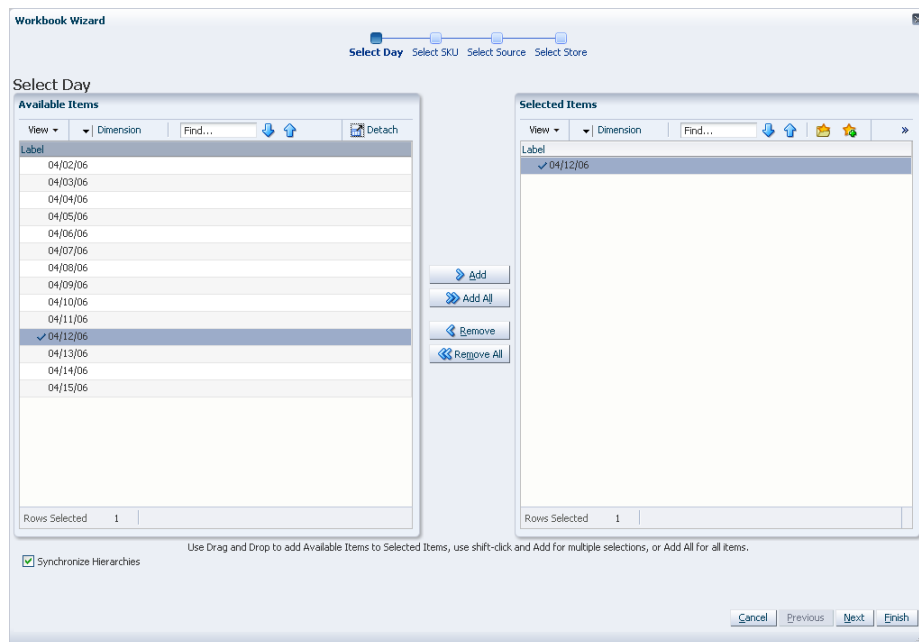 Workbook Wizard
Select Day Select SKU Select Source Select Store
Select Day
Available Items
View Dimension Find... Detach
Label
04/02/06
04/03/06
04/04/06
04/05/06
04/06/06
04/07/06
04/08/06
04/09/06
04/10/06
04/11/06
04/12/06
04/13/06
04/14/06
04/15/06
Rows Selected 1
Add
Add All
Remove
Remove All
Selected Items
View Dimension Find... »
Label
04/12/06
Rows Selected 1
Use Drag and Drop to add Available Items to Selected Items, use shift-click and Add for multiple selections, or Add All for all items.
Synchronize Hierarchies
Cancel Previous Next Finish